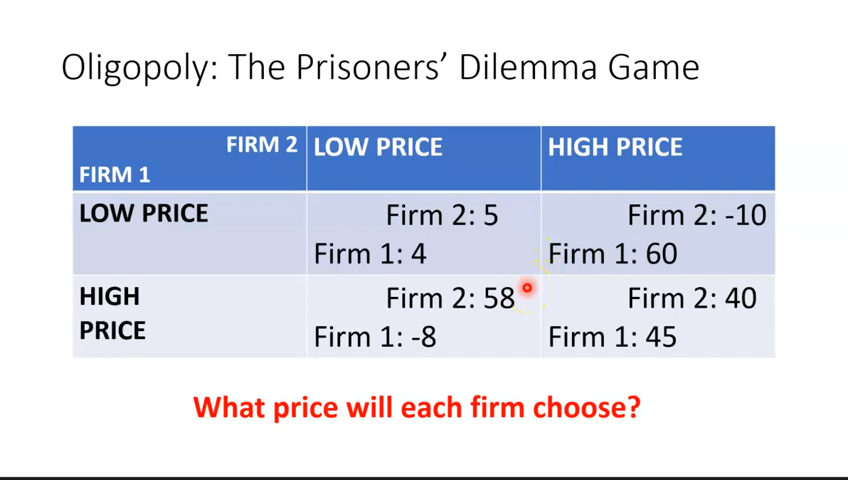 Oligopoly: The Prisoners’ Dilemma Game
FIRM 2
FIRM 1
LOW PRICE
HIGH PRICE
LOW PRICE
Firm 2: 5
Firm 1: 4
Firm 2: -10
Firm 1: 60
HIGH
PRICE
Firm 2: 58
Firm 1: -8
Firm 2: 40
Firm 1: 45
What price will each firm choose?